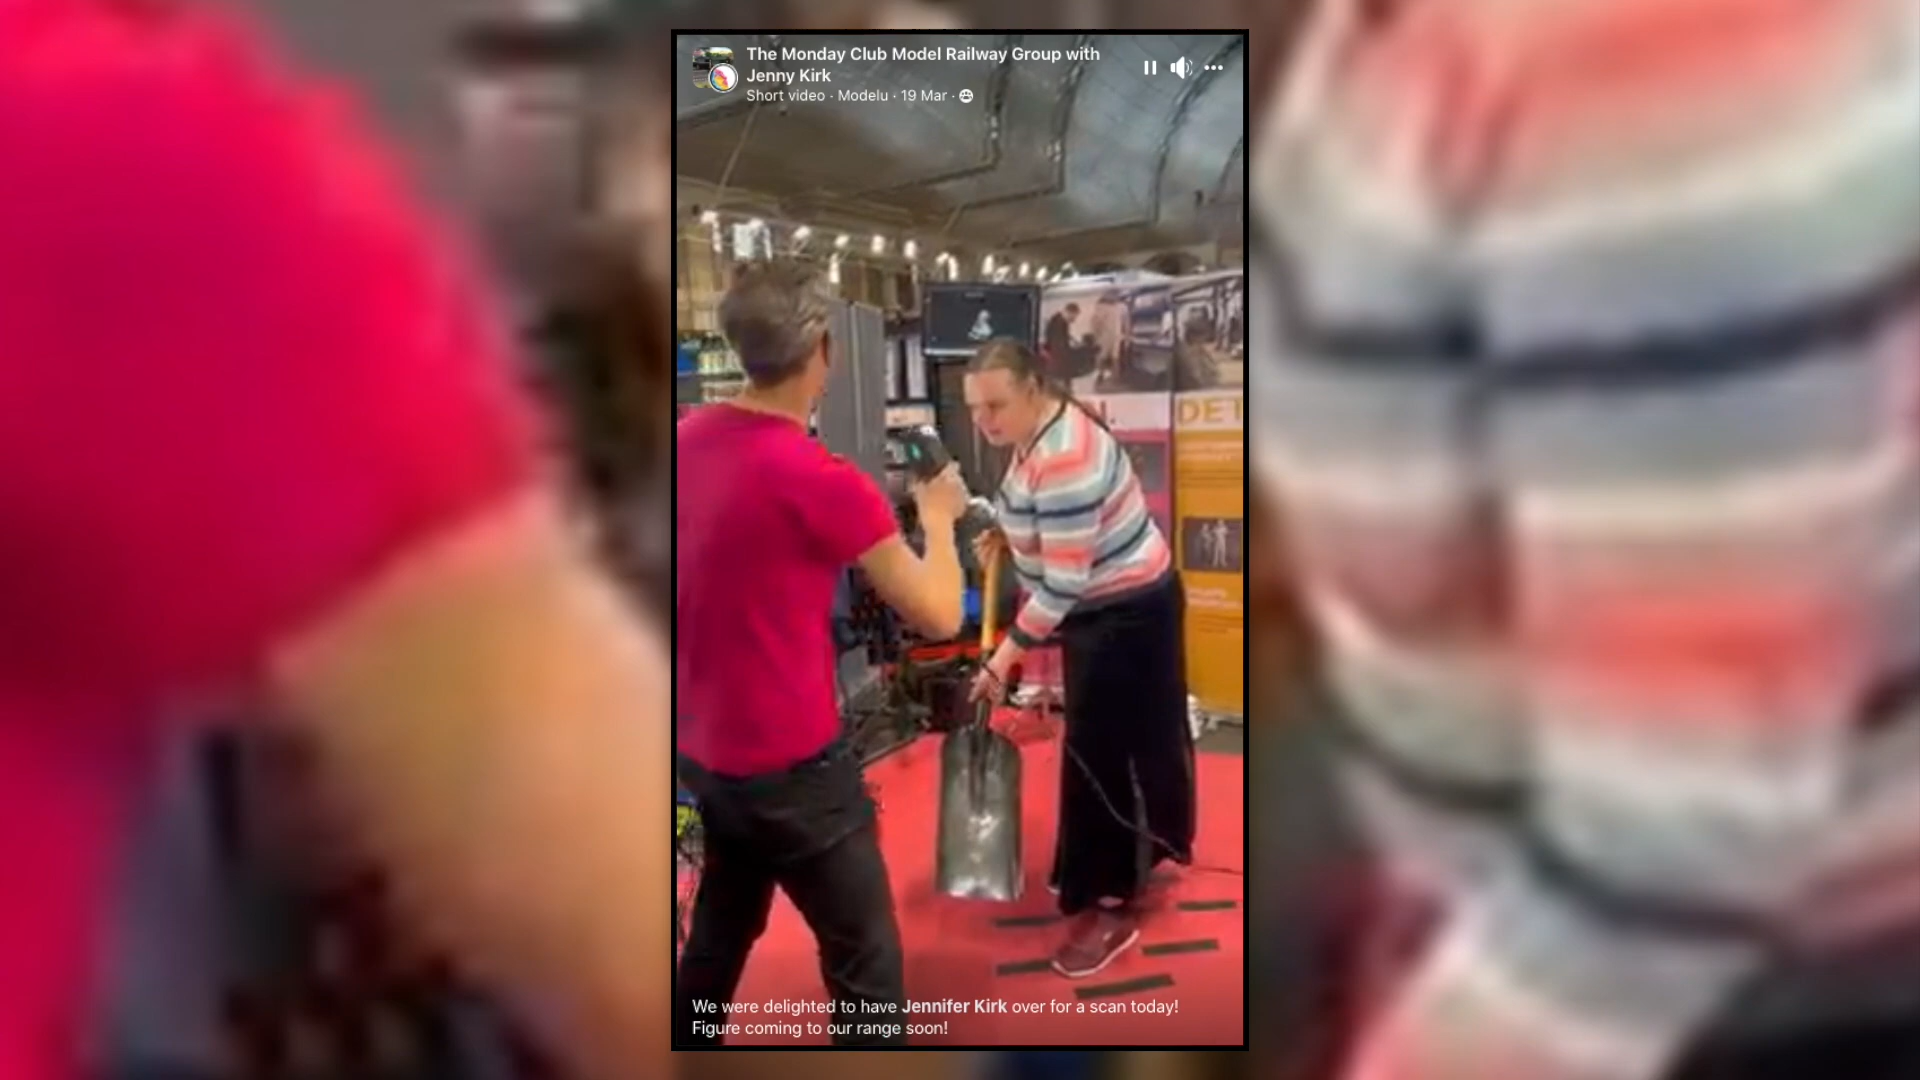 The Monday Club Model Railway Group with
Jenny Kirk
Short video · Modelu · 19 Mar ·
DET
We were delighted to have Jennifer Kirk over for a scan today!
Figure coming to our range soon!